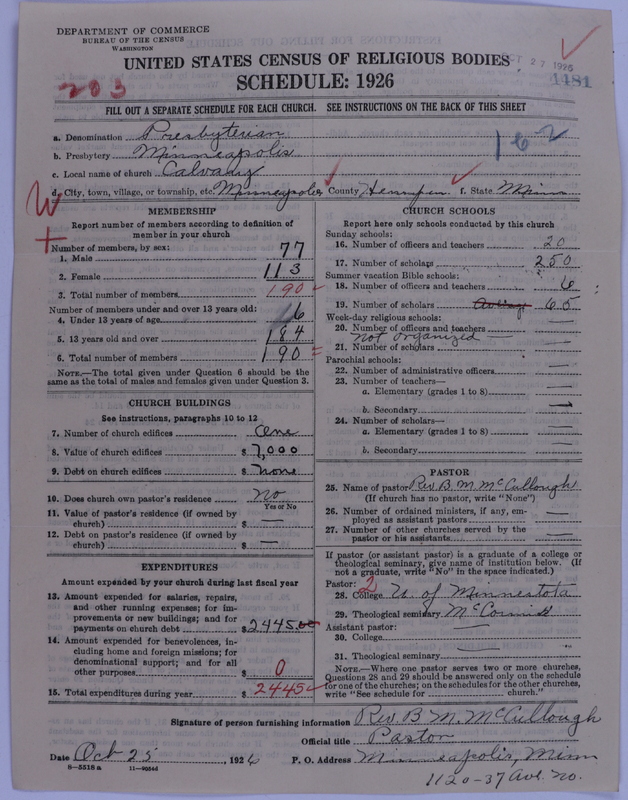 DEPARTMENT OF COMMERCE
BUREAU OF THE CENSUS
WASHINGTON
UNITED STATES CENSUS OF RELIGIOUS BODIES
OCT 27 1926
SCHEDULE: 1926
1481
203
FILL OUT A SEPARATE SCHEDULE FOR EACH CHURCH. SEE INSTRUCTIONS ON THE BACK OF THIS SHEET
162
a. Denomination Presbyterian
b. Presbytery Minneapolis
c. Local name of church Calvary
d. City, town, village, or township, etc. Minneapolis County Hennepin f. State Minn
MEMBERSHIP
Report number of members according to definition of
member in your church
Number of members, by sex:
1. Male 77
2. Female 113
3. Total number of members 190
Number of members under and over 13 years old:
4. Under 13 years of age 6
5. 13 years old and over 184
6. Total number of members 190
NOTE.—The total given under Question 6 should be the
same as the total of males and females given under Question 3.
CHURCH BUILDINGS
See instructions, paragraphs 10 to 12
7. Number of church edifices One
8. Value of church edifices $ 7,000
9. Debt on church edifices $ none
10. Does church own pastor's residence no
Yes or No
11. Value of pastor's residence (if owned by
church) $ —
12. Debt on pastor's residence (if owned by
church) $ —
EXPENDITURES
Amount expended by your church during last fiscal year
13. Amount expended for salaries, repairs,
and other running expenses; for im-
provements or new buildings; and for
payments on church debt $ 2445.00
14. Amount expended for benevolences, in-
cluding home and foreign missions; for
denominational support; and for all
other purposes $ 0
15. Total expenditures during year $ 2445
CHURCH SCHOOLS
Report here only schools conducted by this church
Sunday schools:
16. Number of officers and teachers 20
17. Number of scholars 250
Summer vacation Bible schools:
18. Number of officers and teachers 6
19. Number of scholars Average 65
Week-day religious schools:
20. Number of officers and teachers —
not organized —
21. Number of scholars —
Parochial schools:
22. Number of administrative officers —
23. Number of teachers—
a. Elementary (grades 1 to 8) —
b. Secondary —
24. Number of scholars—
a. Elementary (grades 1 to 8) —
b. Secondary —
PASTOR
25. Name of pastor Rev. B. M. McCullough
(If church has no pastor, write "None")
26. Number of ordained ministers, if any, em-
ployed as assistant pastors —
27. Number of other churches served by the
pastor or his assistants —
If pastor (or assistant pastor) is a graduate of a college or
theological seminary, give name of institution below. (If
not a graduate, write "No" in the space indicated.)
Pastor: 2
28. College U. of Minnesota
29. Theological seminary McCormick
Assistant pastor: —
30. College
31. Theological seminary —
NOTE.—Where one pastor serves two or more churches,
Questions 28 and 29 should be answered only on the schedule
for one of the churches; on the schedules for the other churches,
write "See schedule for church."
Signature of person furnishing information Rev. B. M. McCullough
Official title Pastor
Date Oct 25, 1926 P. O. Address Minneapolis, Minn
8-5518 a
1120-37 Ave. no.